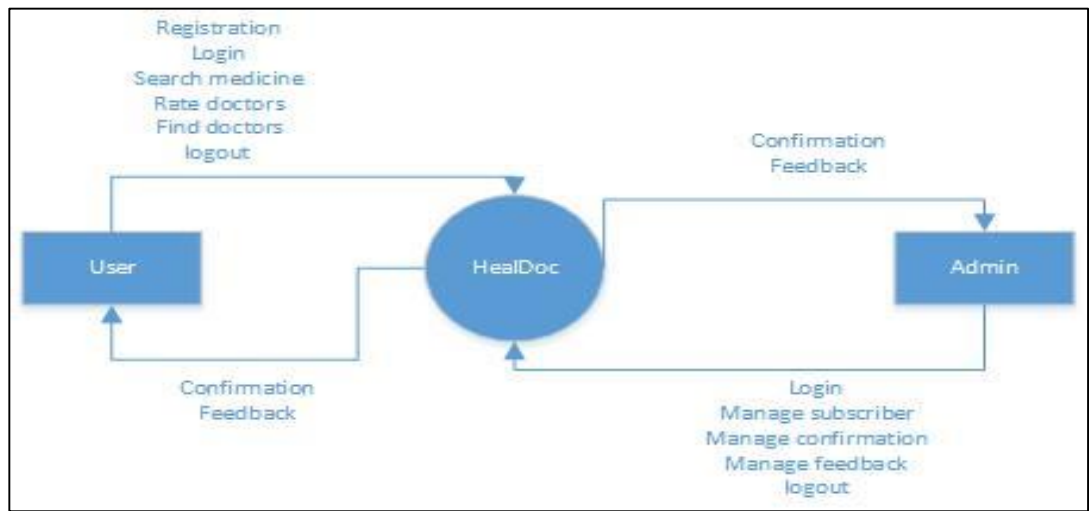 Registration
Login
Search medicine
Rate doctors
Find doctors
logout
Confirmation
Feedback
User
HealDoc
Admin
Confirmation
Feedback
Login
Manage subscriber
Manage confirmation
Manage feedback
logout